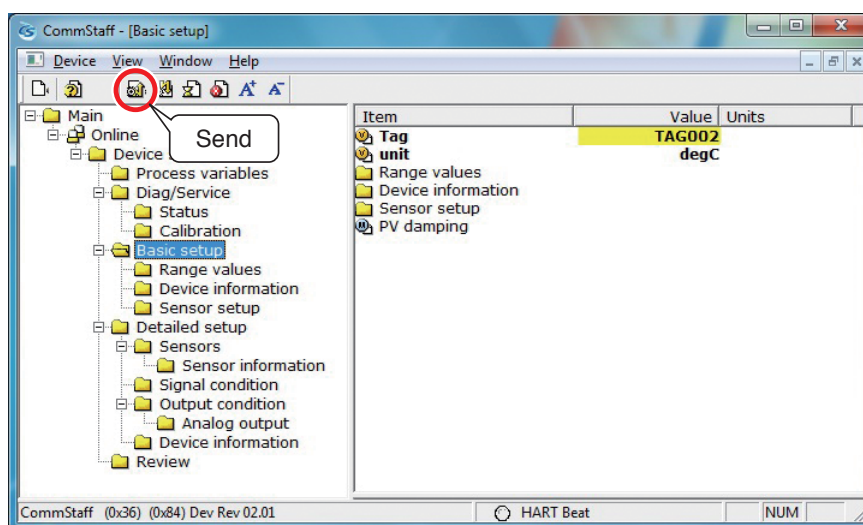 CommStaff - [Basic setup]
Device View Window Help
Send
Main
Online
Device
Process variables
Diag/Service
Status
Calibration
Basic setup
Range values
Device information
Sensor setup
Detailed setup
Sensors
Sensor information
Signal condition
Output condition
Analog output
Device information
Review
Item Value Units
Tag TAG002
unit degC
Range values
Device information
Sensor setup
PV damping
CommStaff (0x36) (0x84) Dev Rev 02.01 HART Beat NUM